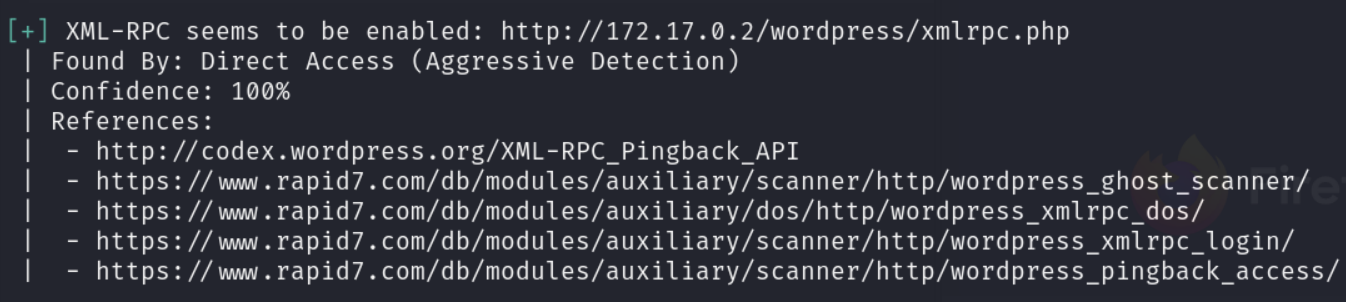 [+] XML-RPC seems to be enabled: http://172.17.0.2/wordpress/xmlrpc.php
| Found By: Direct Access (Aggressive Detection)
| Confidence: 100%
| References:
|  - http://codex.wordpress.org/XML-RPC_Pingback_API
|  - https://www.rapid7.com/db/modules/auxiliary/scanner/http/wordpress_ghost_scanner/
|  - https://www.rapid7.com/db/modules/auxiliary/dos/http/wordpress_xmlrpc_dos/
|  - https://www.rapid7.com/db/modules/auxiliary/scanner/http/wordpress_xmlrpc_login/
|  - https://www.rapid7.com/db/modules/auxiliary/scanner/http/wordpress_pingback_access/